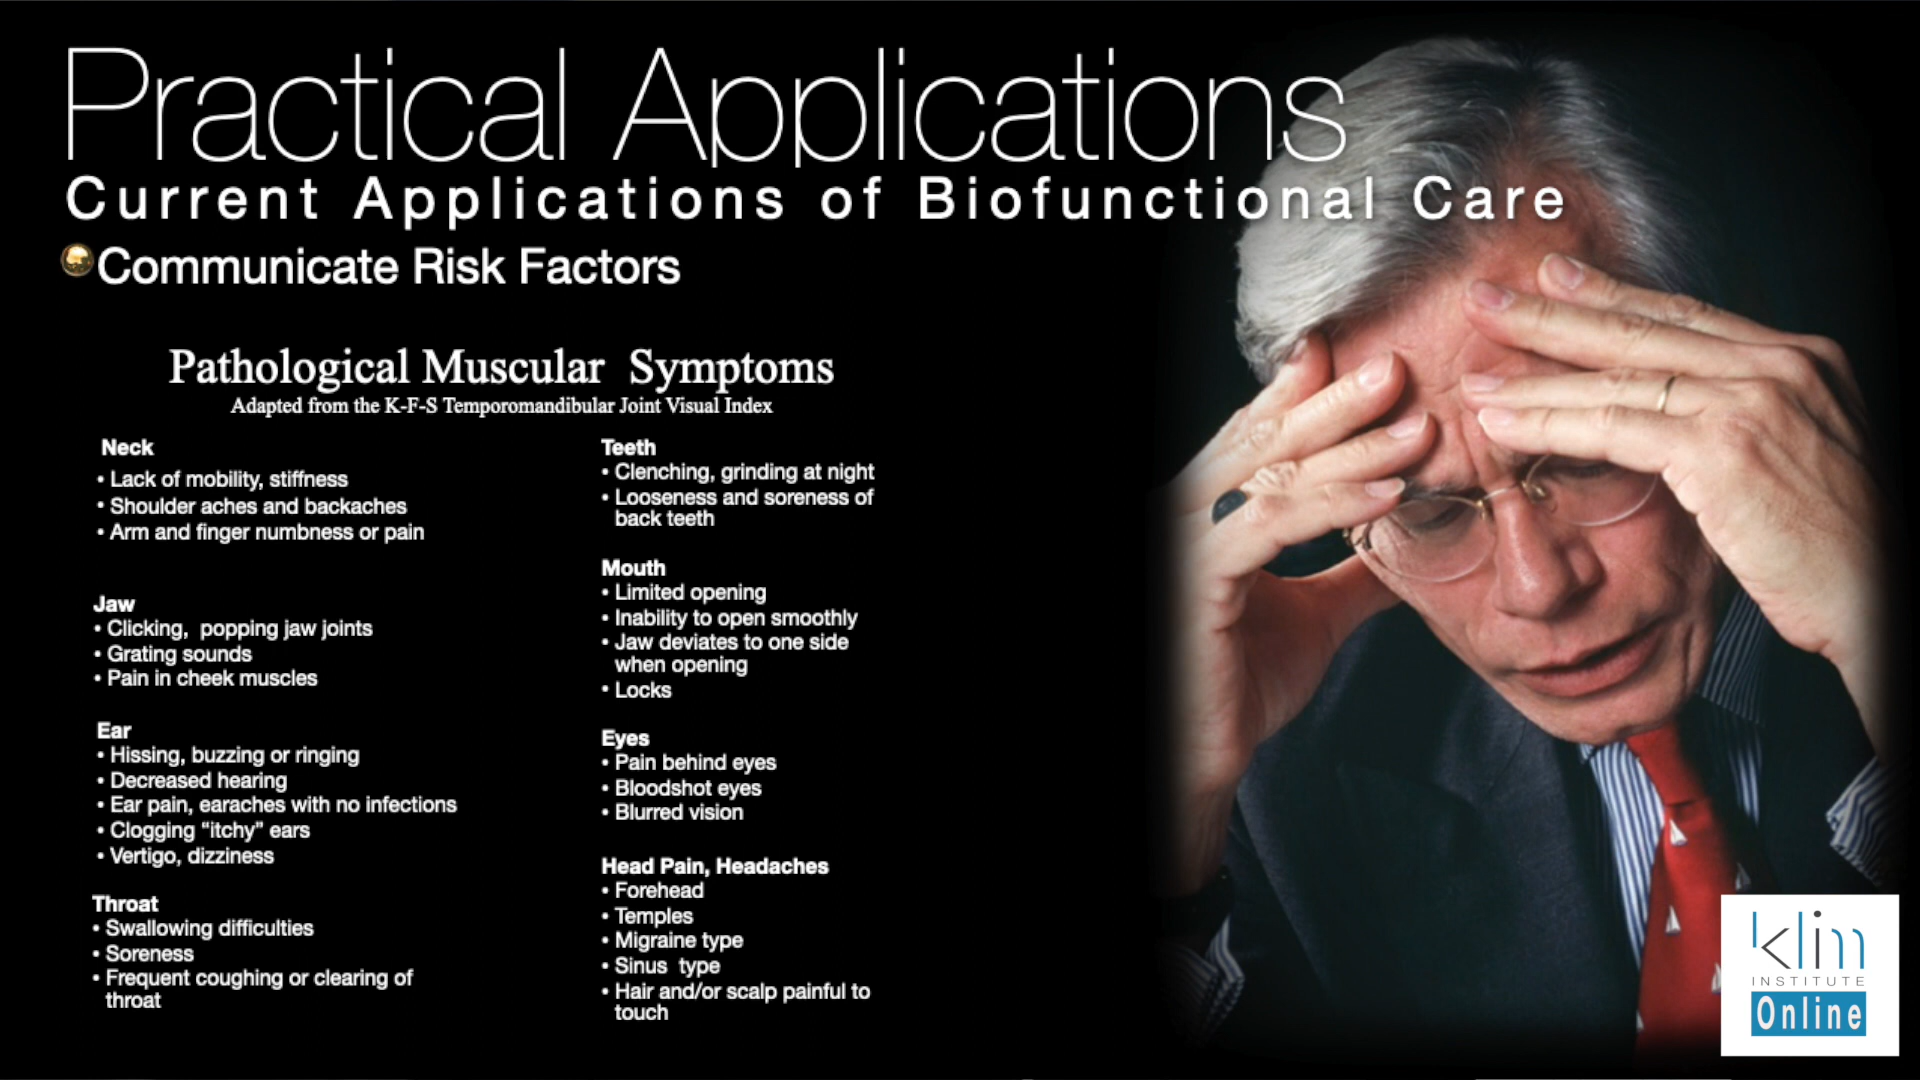 Practical Applications
Current Applications of Biofunctional Care
Communicate Risk Factors
Pathological Muscular Symptoms
Adapted from the K-F-S Temporomandibular Joint Visual Index
Neck
• Lack of mobility, stiffness
• Shoulder aches and backaches
• Arm and finger numbness or pain
Jaw
• Clicking, popping jaw joints
• Grating sounds
• Pain in cheek muscles
Ear
• Hissing, buzzing or ringing
• Decreased hearing
• Ear pain, earaches with no infections
• Clogging “itchy” ears
• Vertigo, dizziness
Throat
• Swallowing difficulties
• Soreness
• Frequent coughing or clearing of
throat
Teeth
• Clenching, grinding at night
• Looseness and soreness of
back teeth
Mouth
• Limited opening
• Inability to open smoothly
• Jaw deviates to one side
when opening
• Locks
Eyes
• Pain behind eyes
• Bloodshot eyes
• Blurred vision
Head Pain, Headaches
• Forehead
• Temples
• Migraine type
• Sinus type
• Hair and/or scalp painful to
touch
klim
INSTITUTE
Online